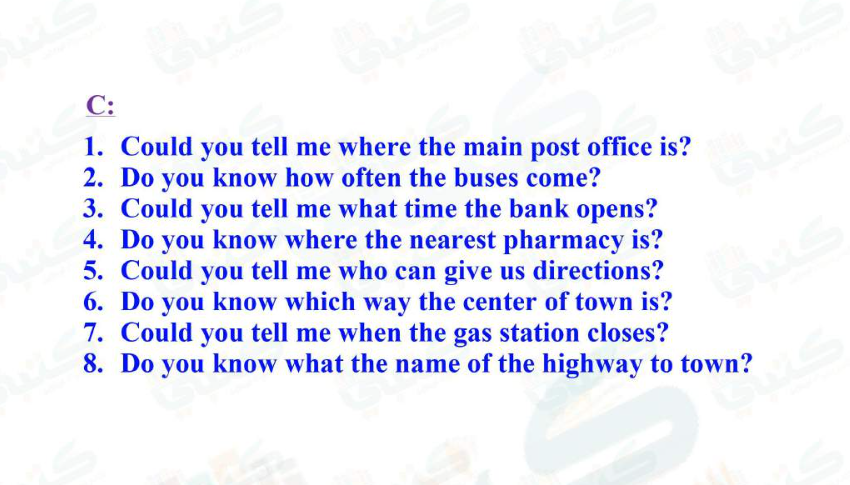 C:
1. Could you tell me where the main post office is?
2. Do you know how often the buses come?
3. Could you tell me what time the bank opens?
4. Do you know where the nearest pharmacy is?
5. Could you tell me who can give us directions?
6. Do you know which way the center of town is?
7. Could you tell me when the gas station closes?
8. Do you know what the name of the highway to town?